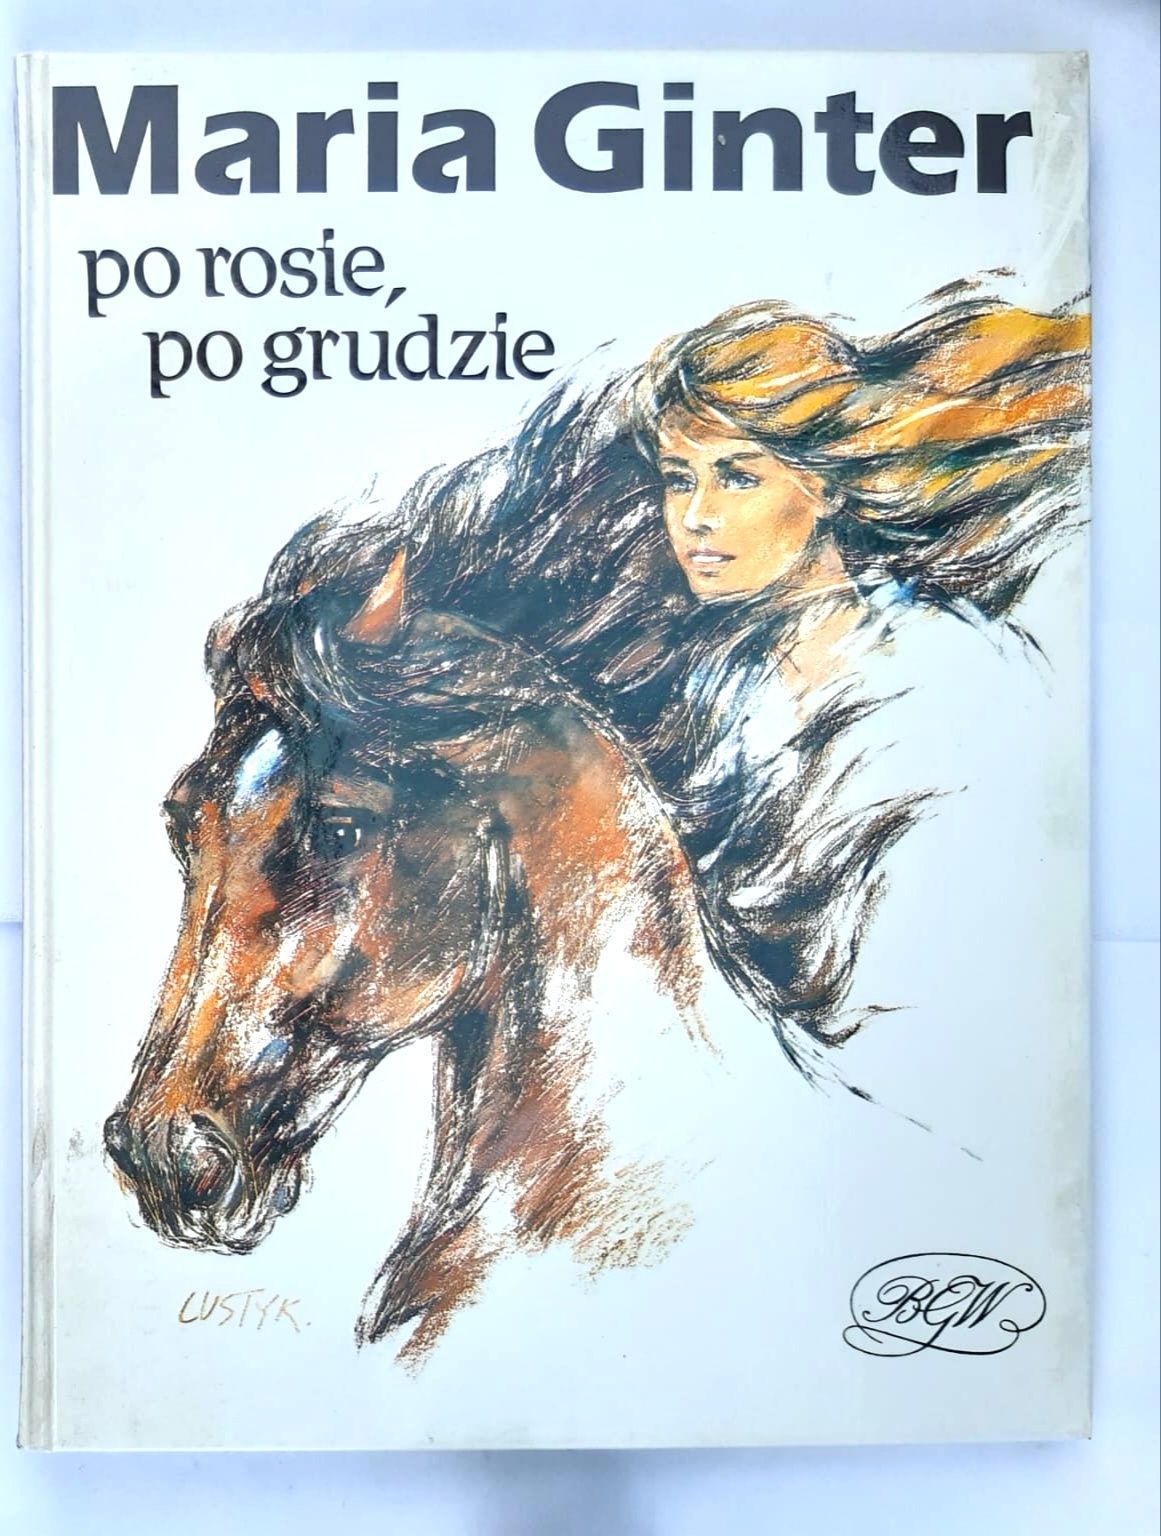 Maria Ginter
po rosie,
po grudzie
LUSTYK.
BGW